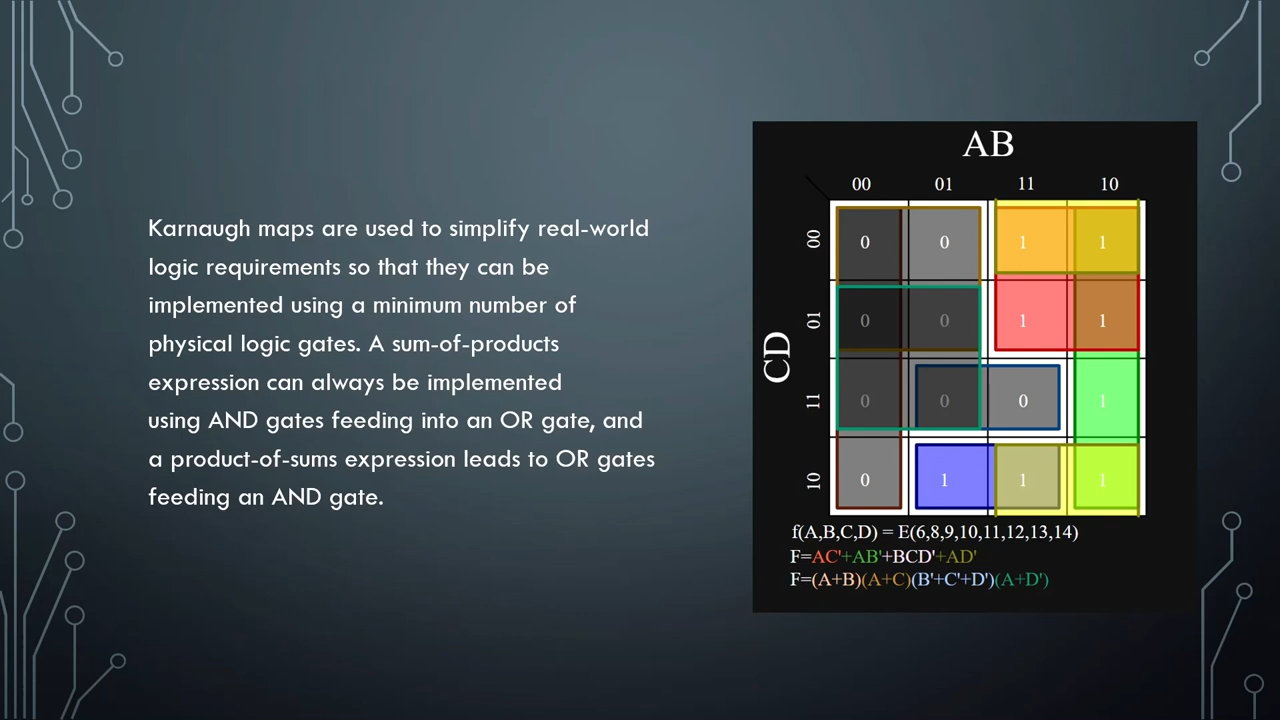 Karnaugh maps are used to simplify real-world
logic requirements so that they can be
implemented using a minimum number of
physical logic gates. A sum-of-products
expression can always be implemented
using AND gates feeding into an OR gate, and
a product-of-sums expression leads to OR gates
feeding an AND gate.
AB
00 01 11 10
CD
00 0 0 1 1
01 0 0 1 1
11 0 0 0 1
10 0 1 1 1
f(A,B,C,D) = E(6,8,9,10,11,12,13,14)
F=AC'+AB'+BCD'+AD'
F=(A+B)(A+C)(B'+C'+D')(A+D')